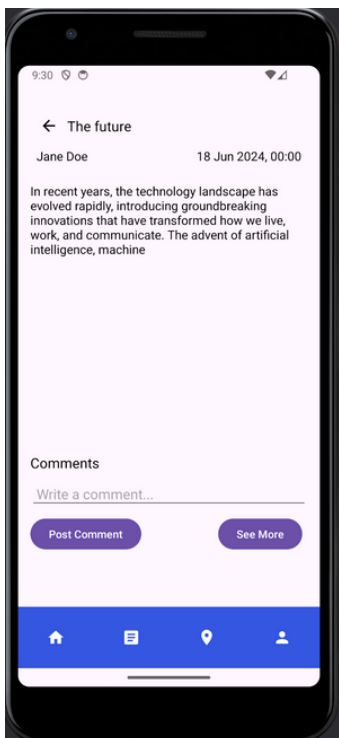 9:30
The future
Jane Doe 18 Jun 2024, 00:00
In recent years, the technology landscape has
evolved rapidly, introducing groundbreaking
innovations that have transformed how we live,
work, and communicate. The advent of artificial
intelligence, machine
Comments
Write a comment...
Post Comment See More